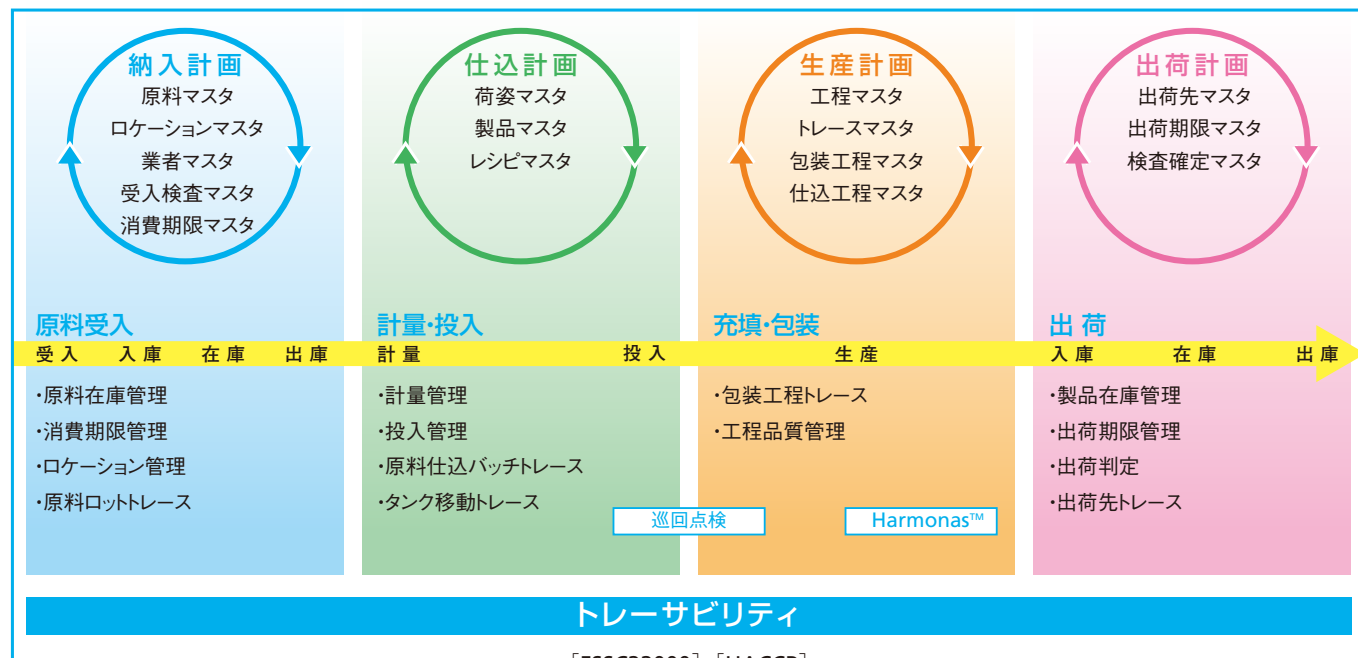 納入計画
原料マスタ
ロケーションマスタ
業者マスタ
受入検査マスタ
消費期限マスタ
仕込計画
荷姿マスタ
製品マスタ
レシピマスタ
生産計画
工程マスタ
トレースマスタ
包装工程マスタ
仕込工程マスタ
出荷計画
出荷先マスタ
出荷期限マスタ
検査確定マスタ
原料受入
受入 入庫 在庫 出庫
・原料在庫管理
・消費期限管理
・ロケーション管理
・原料ロットトレース
計量・投入
計量 投入
・計量管理
・投入管理
・原料仕込バッチトレース
・タンク移動トレース
巡回点検
充填・包装
生産
・包装工程トレース
・工程品質管理
Harmonas™
出荷
入庫 在庫 出庫
・製品在庫管理
・出荷期限管理
・出荷判定
・出荷先トレース
トレーサビリティ